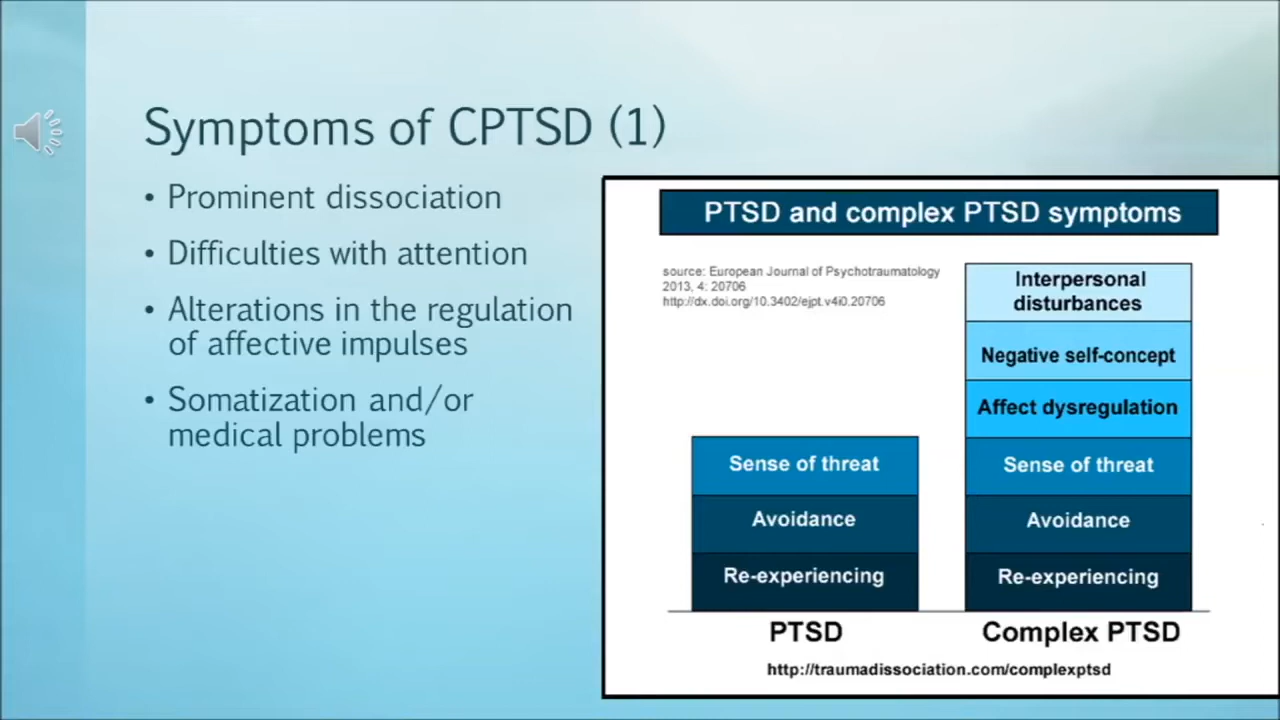 Symptoms of CPTSD (1)
• Prominent dissociation
• Difficulties with attention
• Alterations in the regulation
of affective impulses
• Somatization and/or
medical problems
PTSD and complex PTSD symptoms
source: European Journal of Psychotraumatology
2013, 4: 20706
http://dx.doi.org/10.3402/ejpt.v4i0.20706
Interpersonal
disturbances
Negative self-concept
Affect dysregulation
Sense of threat
Sense of threat
Avoidance
Avoidance
Re-experiencing
Re-experiencing
PTSD
Complex PTSD
http://traumadissociation.com/complexptsd